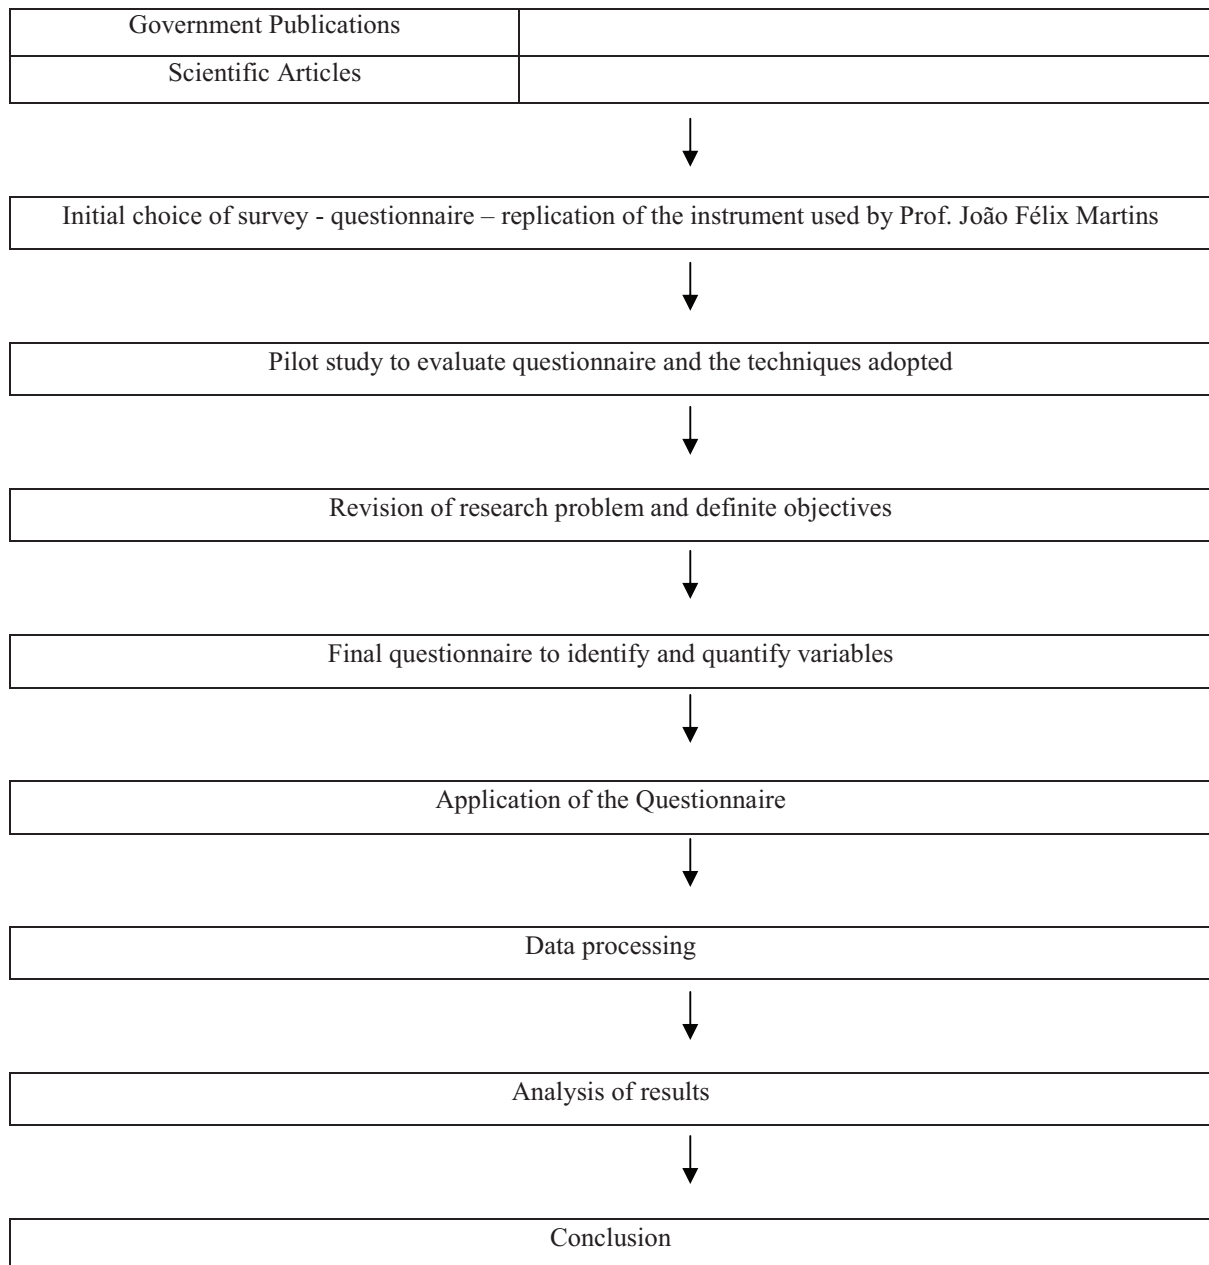 Government Publications
Scientific Articles
Initial choice of survey - questionnaire – replication of the instrument used by Prof. João Félix Martins
Pilot study to evaluate questionnaire and the techniques adopted
Revision of research problem and definite objectives
Final questionnaire to identify and quantify variables
Application of the Questionnaire
Data processing
Analysis of results
Conclusion